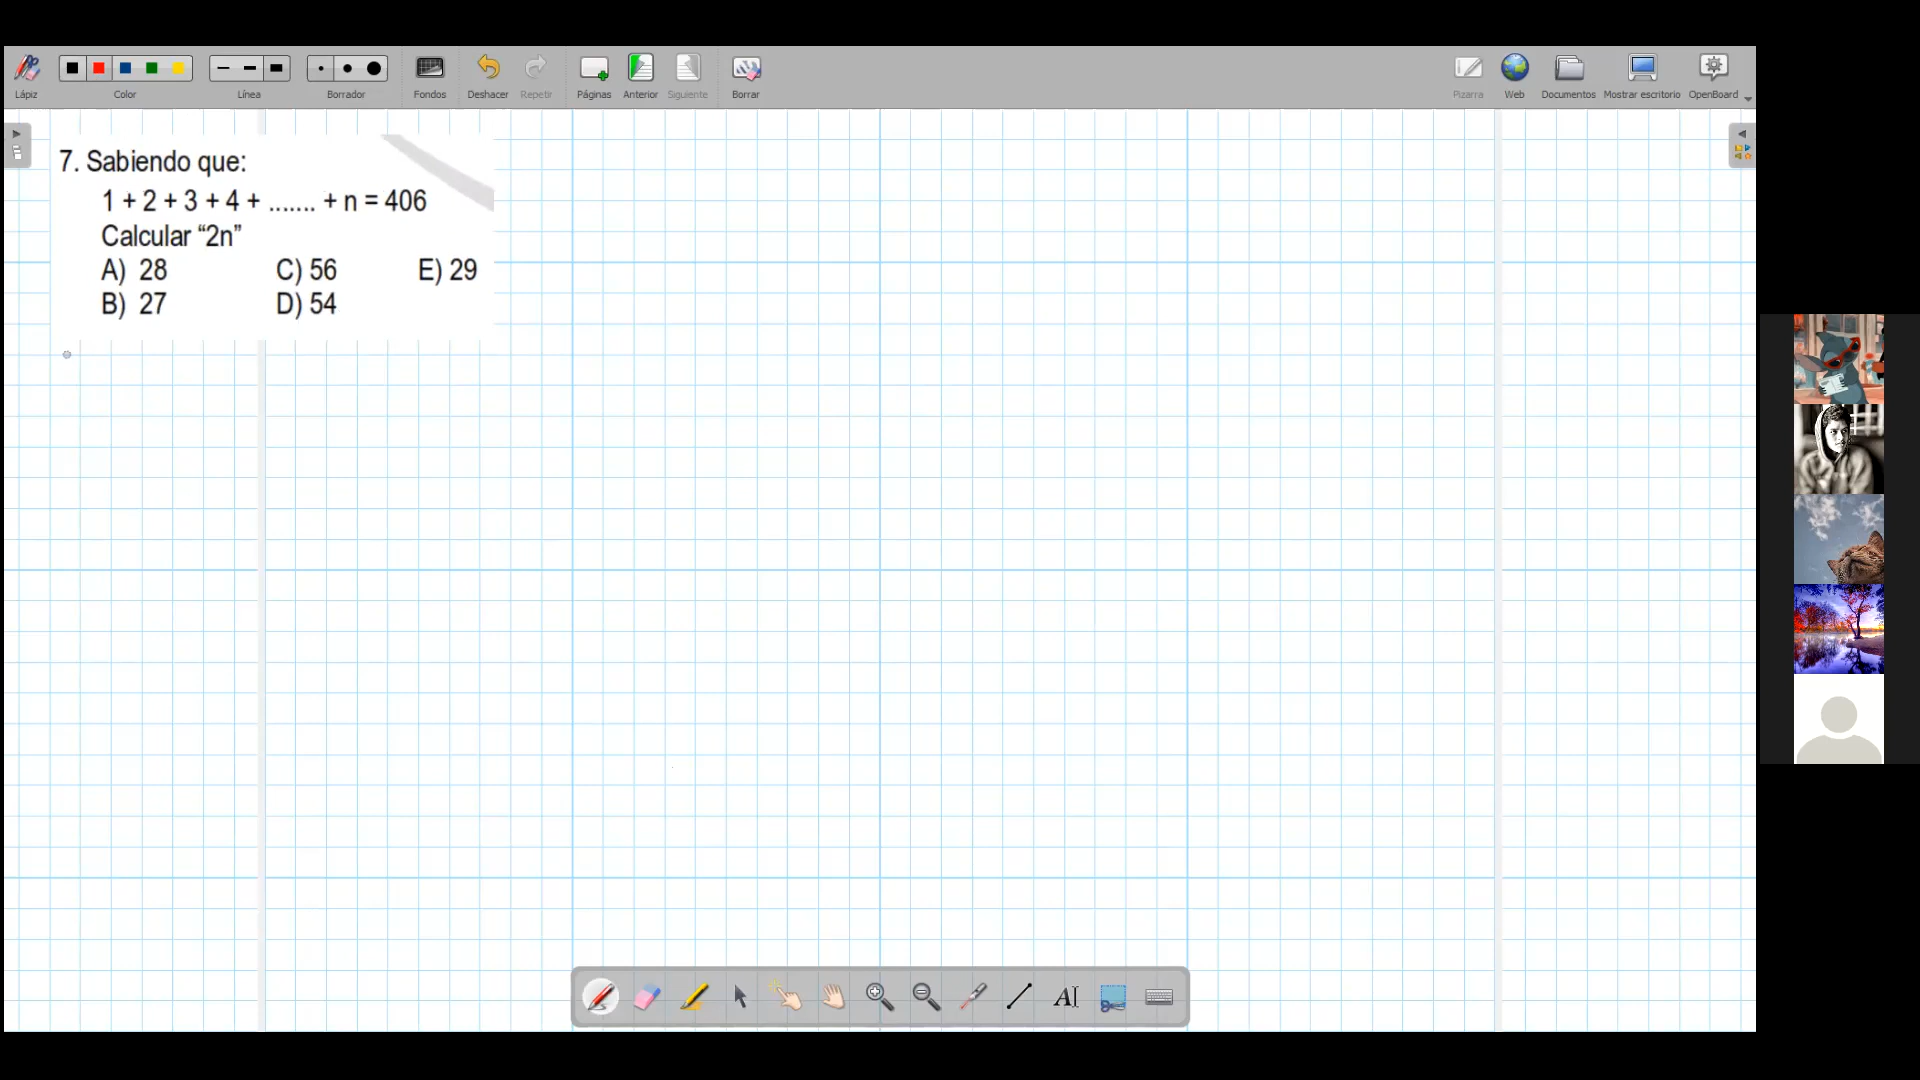 Lápiz
Color
Línea
Borrador
Fondos
Deshacer
Repetir
Páginas
Anterior
Siguiente
Borrar
Pizarra
Web
Documentos
Mostrar escritorio
OpenBoard
7. Sabiendo que:
1 + 2 + 3 + 4 + ....... + n = 406
Calcular “2n”
A) 28 C) 56 E) 29
B) 27 D) 54